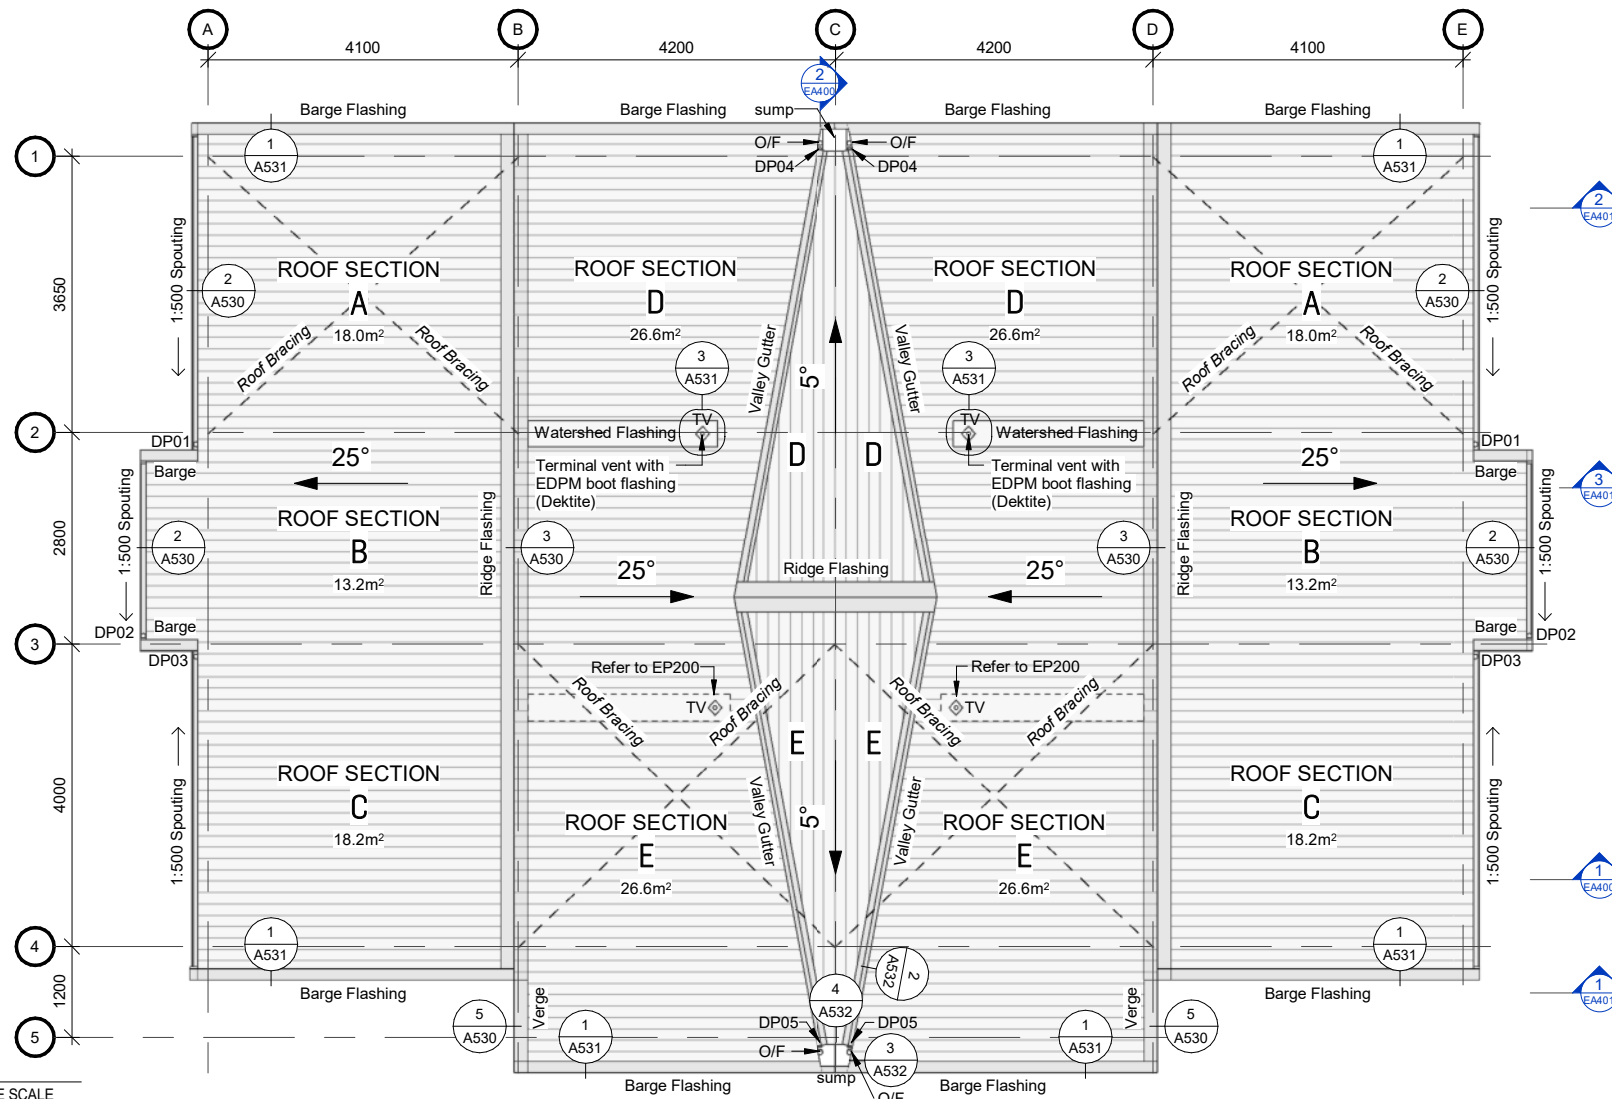 A B C D E
4100 4200 4200 4100
2
EA400
Barge Flashing Barge Flashing sump Barge Flashing Barge Flashing
1 1
A531 O/F O/F 1
A531
DP04 DP04
2
EA401
1:500 Spouting 1:500 Spouting
3650
ROOF SECTION ROOF SECTION ROOF SECTION ROOF SECTION
2
A530
A D D A
2
A530
18.0m² 26.6m² 26.6m² 18.0m²
Roof Bracing Roof Bracing Roof Bracing Roof Bracing
Valley Gutter Valley Gutter
3
A531
3
A531
5°
2
TV TV
Watershed Flashing Watershed Flashing
DP01 DP01
Barge Barge
25° 25°
D D
Terminal vent with
EDPM boot flashing
(Dektite)
Terminal vent with
EDPM boot flashing
(Dektite)
3
EA401
2800
1:500 Spouting 1:500 Spouting
ROOF SECTION ROOF SECTION
B B
13.2m² 13.2m²
2
A530
3
A530
3
A530
2
A530
Ridge Flashing Ridge Flashing Ridge Flashing
25° 25°
Barge Barge
DP02 DP02
3
DP03 DP03
Refer to EP200 Refer to EP200
TV TV
Roof Bracing Roof Bracing Roof Bracing Roof Bracing
E E
4000
1:500 Spouting 1:500 Spouting
ROOF SECTION ROOF SECTION
C C
18.2m² 18.2m²
Valley Gutter Valley Gutter
5°
ROOF SECTION ROOF SECTION
E E
26.6m² 26.6m²
1
EA400
4
1
A531
1
A531
2
A532
4
A532
1200
Barge Flashing Barge Flashing
1
EA401
Verge Verge
5
A530
5
A530
5
1
A531
1
A531
DP05 DP05
O/F
3
A532
sump
Barge Flashing Barge Flashing
O/F
E SCALE